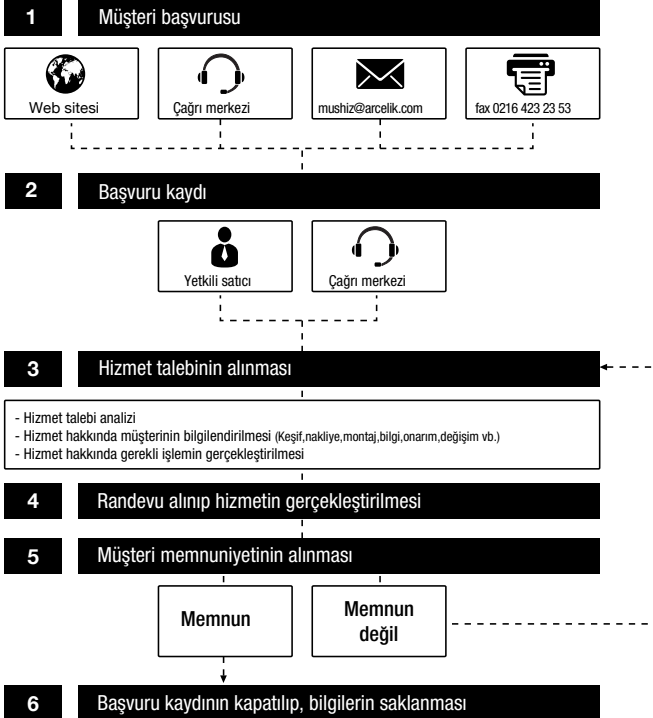 1 Müşteri başvurusu
Web sitesi
Çağrı merkezi
mushiz@arcelik.com
fax 0216 423 23 53
2 Başvuru kaydı
Yetkili satıcı
Çağrı merkezi
3 Hizmet talebinin alınması
- Hizmet talebi analizi
- Hizmet hakkında müşterinin bilgilendirilmesi (Keşif,nakliye,montaj,bilgi,onarım,değişim vb.)
- Hizmet hakkında gerekli işlemin gerçekleştirilmesi
4 Randevu alınıp hizmetin gerçekleştirilmesi
5 Müşteri memnuniyetinin alınması
Memnun
Memnun
değil
6 Başvuru kaydının kapatılıp, bilgilerin saklanması